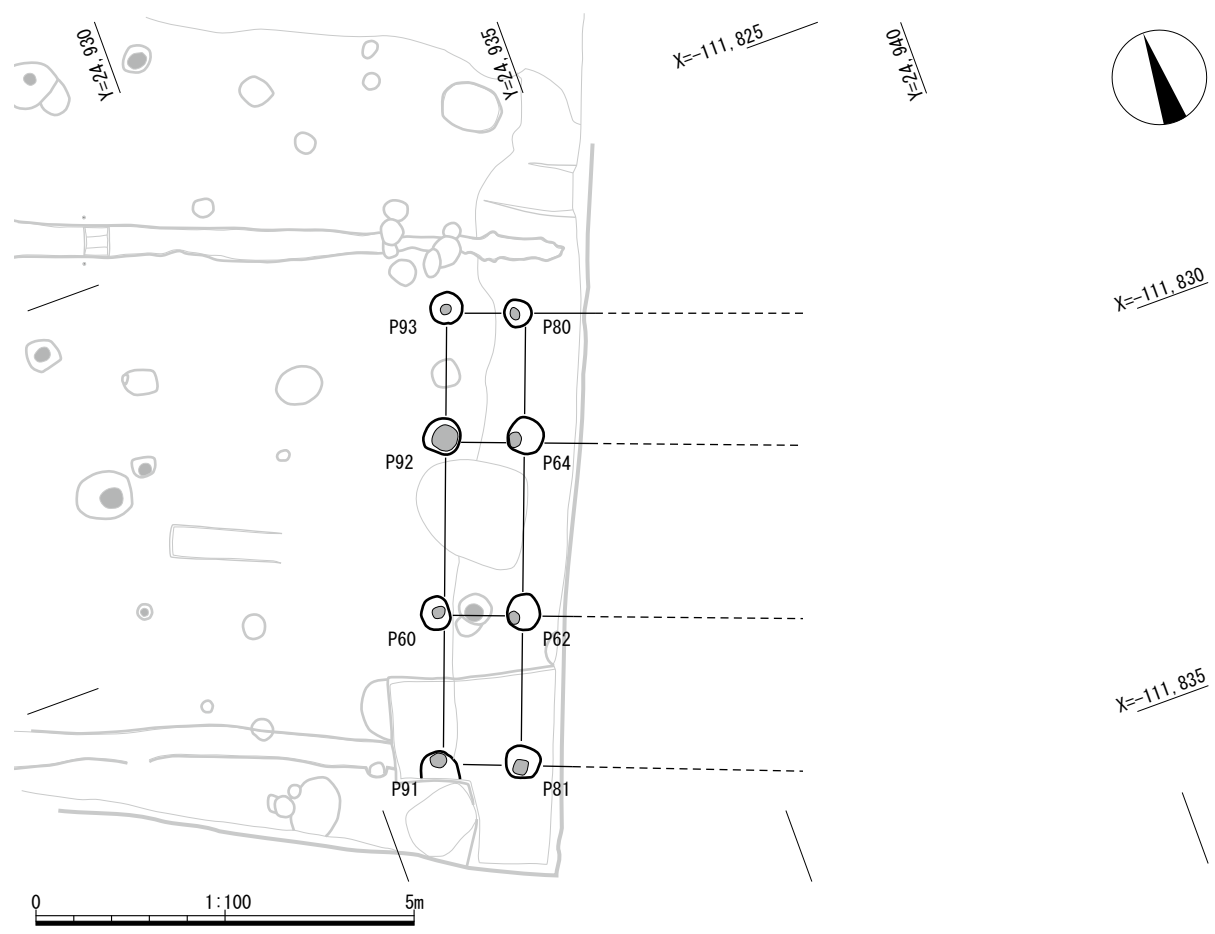 Y=24,930
Y=24,935
X=-111,825
Y=24,940
X=-111,830
P93
P80
P92
P64
P60
P62
X=-111,835
P91
P81
0
1:100
5m